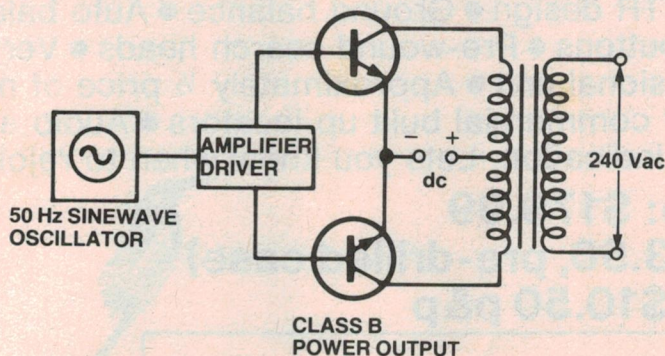 AMPLIFIER
DRIVER
- +
dc
240 Vac
50 Hz SINEWAVE
OSCILLATOR
CLASS B
POWER OUTPUT